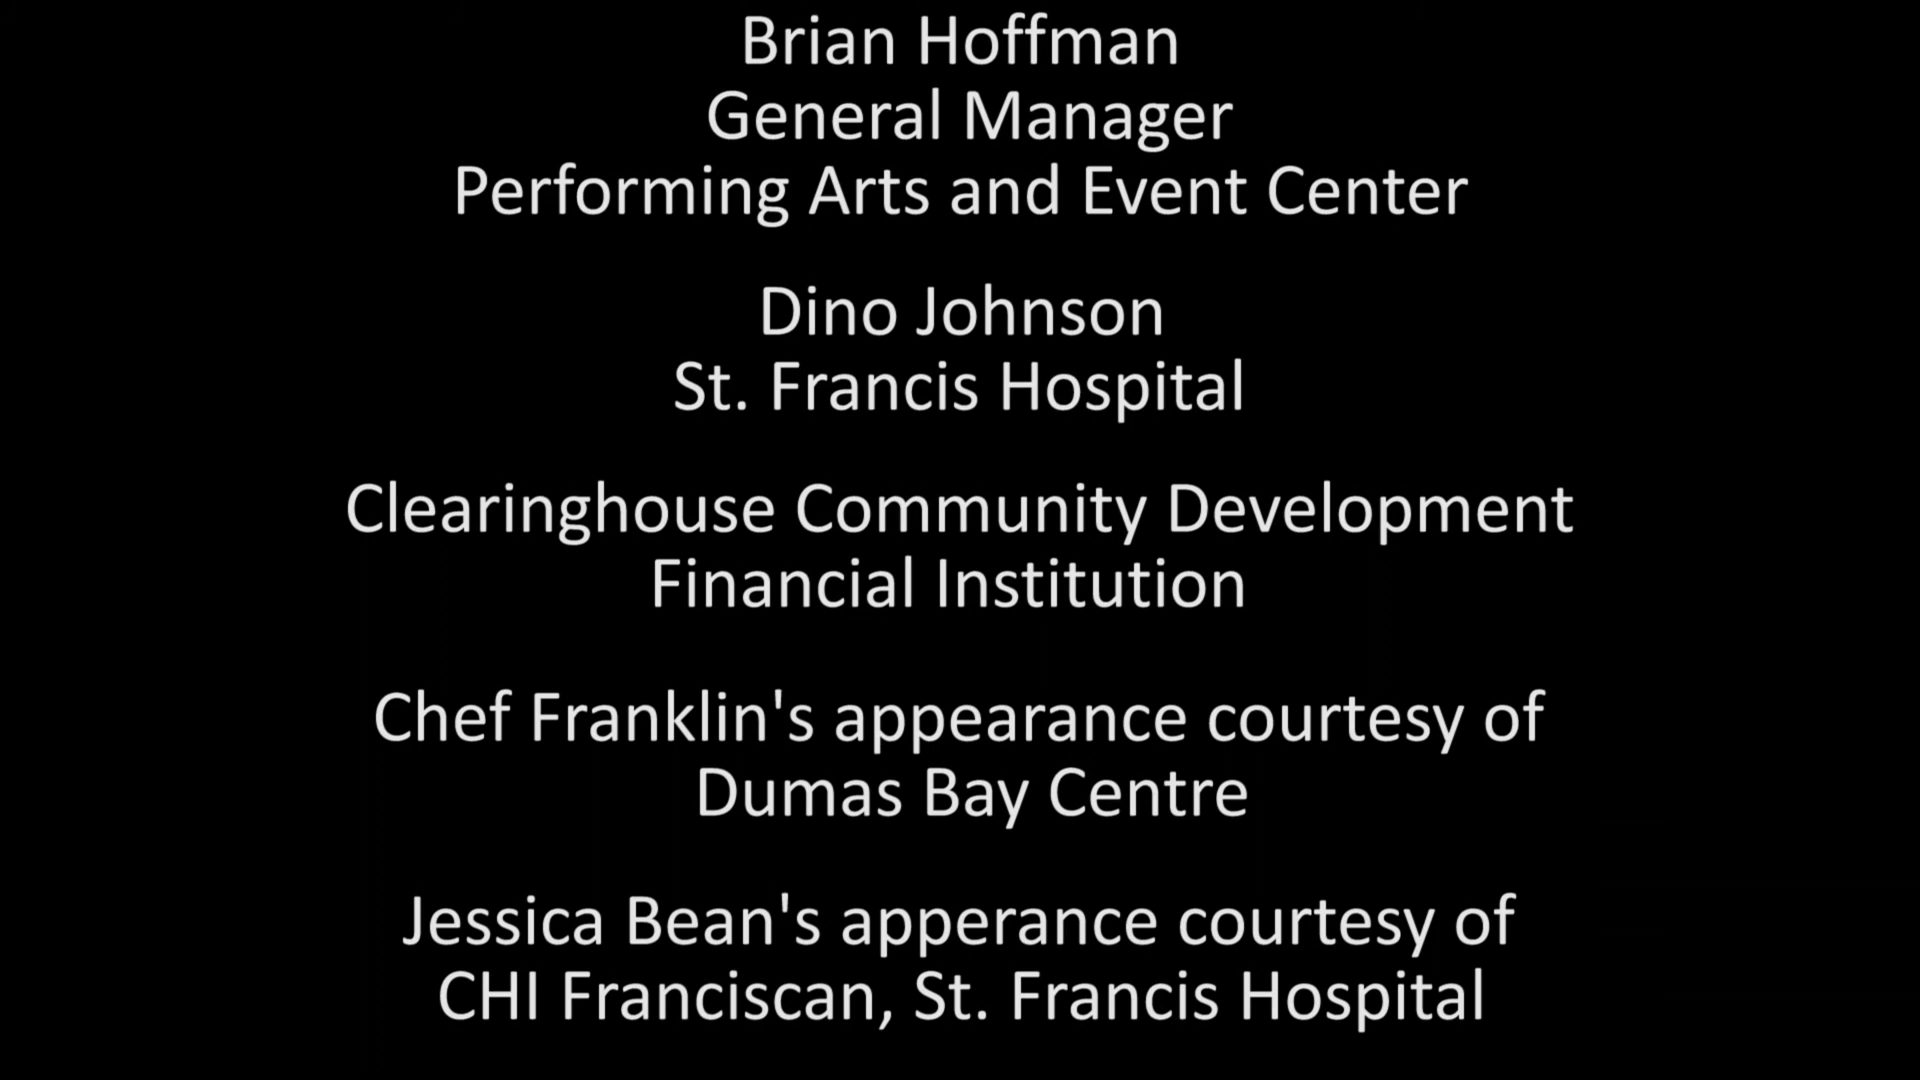 Brian Hoffman
General Manager
Performing Arts and Event Center
Dino Johnson
St. Francis Hospital
Clearinghouse Community Development
Financial Institution
Chef Franklin's appearance courtesy of
Dumas Bay Centre
Jessica Bean's apperance courtesy of
CHI Franciscan, St. Francis Hospital